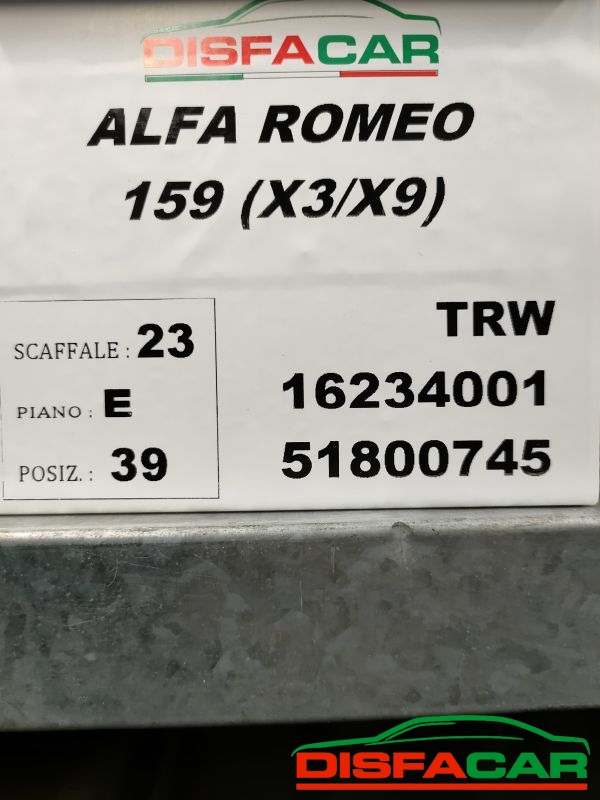 DISFACAR
ALFA ROMEO
159 (X3/X9)
SCAFFALE : 23
PIANO : E
POSIZ. : 39
TRW
16234001
51800745
DISFACAR